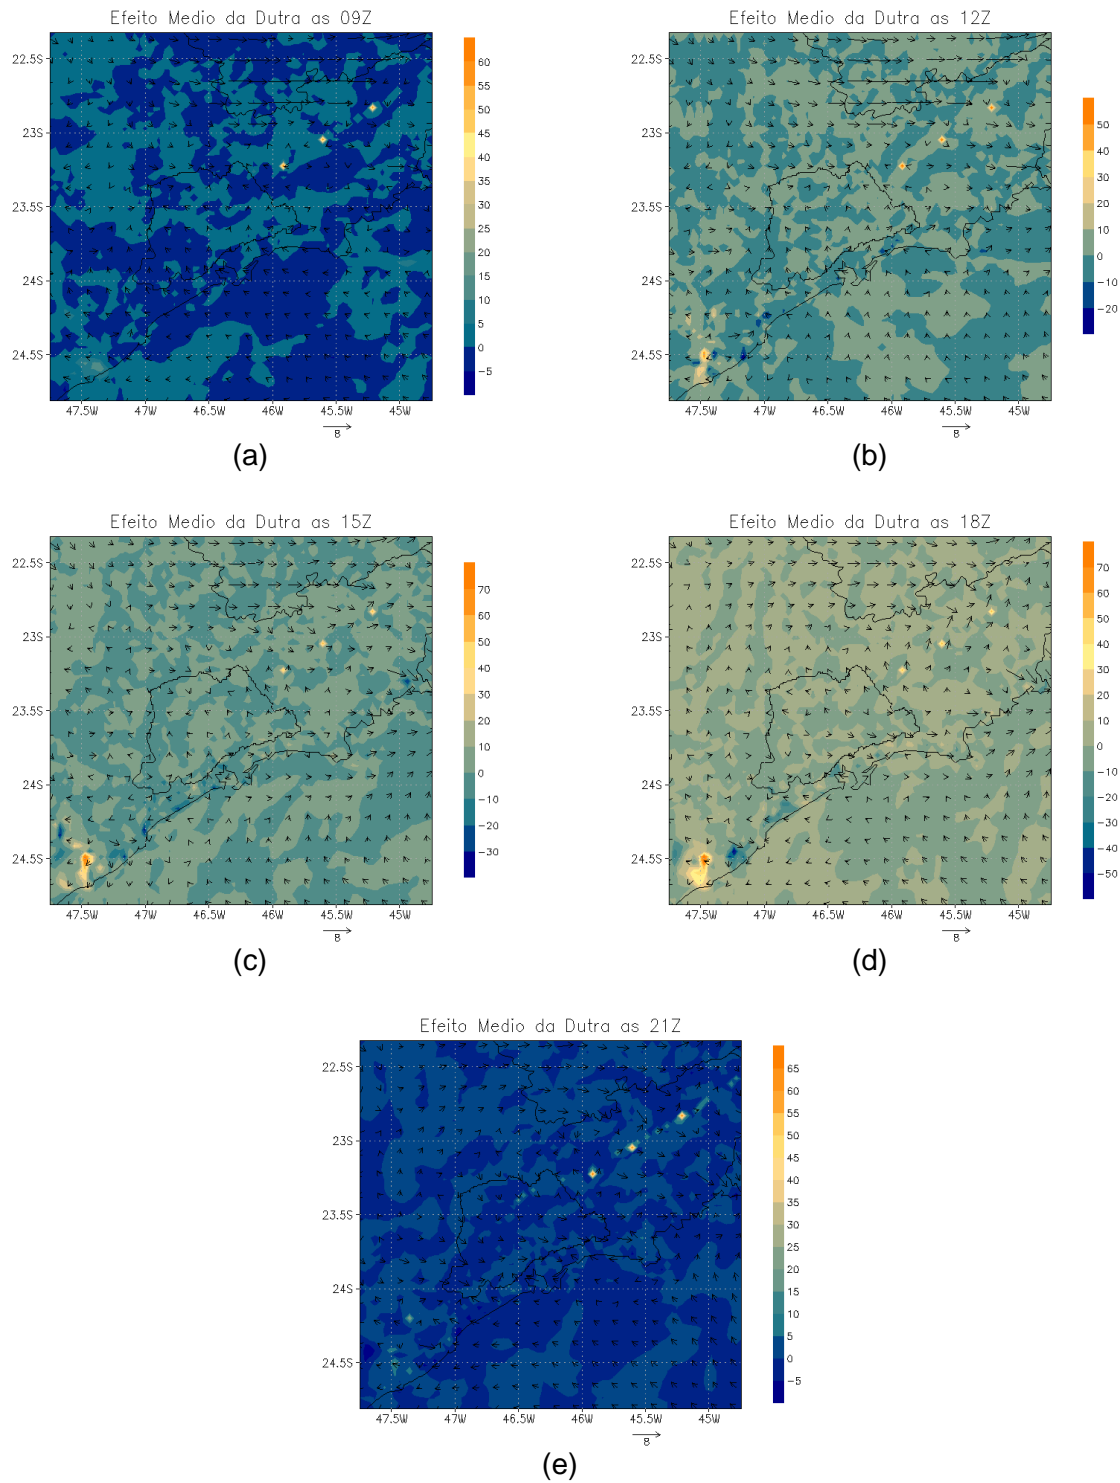 Efeito Medio da Dutra as 09Z
22.5S
23S
23.5S
24S
24.5S
47.5W 47W 46.5W 46W 45.5W 45W
8
60
55
50
45
40
35
30
25
20
15
10
5
0
−5
(a)
Efeito Medio da Dutra as 12Z
22.5S
23S
23.5S
24S
24.5S
47.5W 47W 46.5W 46W 45.5W 45W
8
50
40
30
20
10
0
−10
−20
(b)
Efeito Medio da Dutra as 15Z
22.5S
23S
23.5S
24S
24.5S
47.5W 47W 46.5W 46W 45.5W 45W
8
70
60
50
40
30
20
10
0
−10
−20
−30
(c)
Efeito Medio da Dutra as 18Z
22.5S
23S
23.5S
24S
24.5S
47.5W 47W 46.5W 46W 45.5W 45W
8
70
60
50
40
30
20
10
0
−10
−20
−30
−40
−50
(d)
Efeito Medio da Dutra as 21Z
22.5S
23S
23.5S
24S
24.5S
47.5W 47W 46.5W 46W 45.5W 45W
8
65
60
55
50
45
40
35
30
25
20
15
10
5
0
−5
(e)